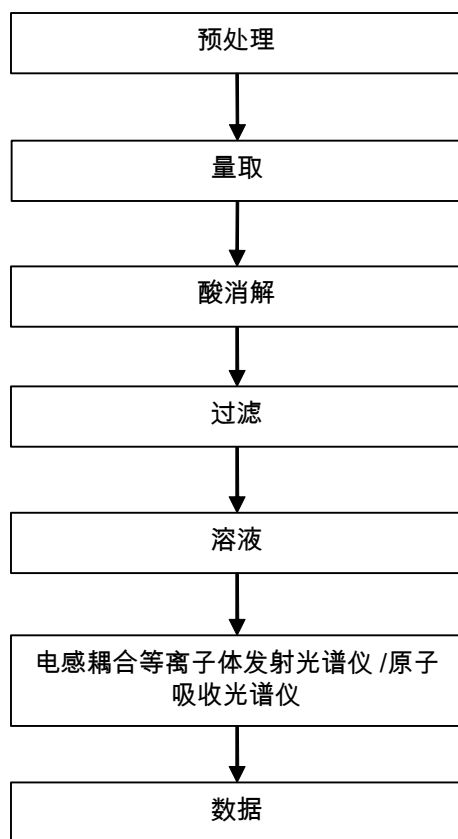 预处理
量取
酸消解
过滤
溶液
电感耦合等离子体发射光谱仪 /原子
吸收光谱仪
数据